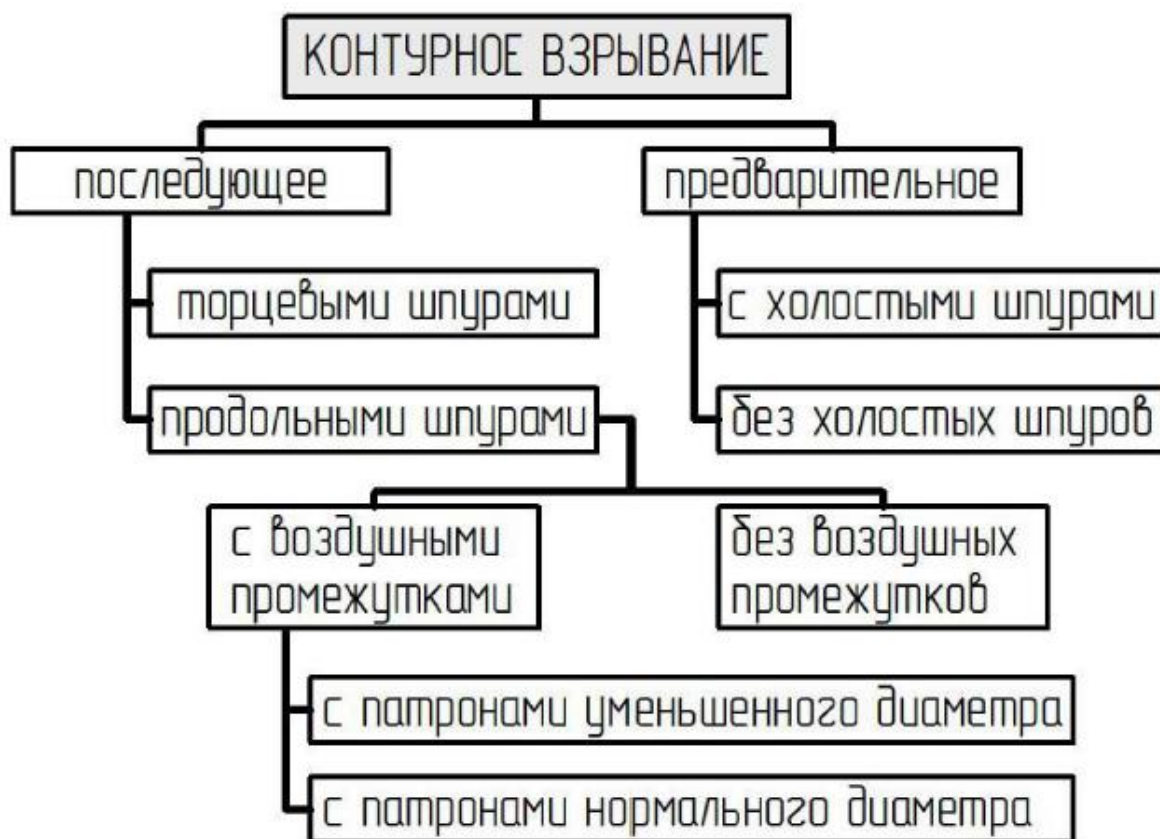 КОНТУРНОЕ ВЗРЫВАНИЕ
последующее
предварительное
торцевыми шпурами
с холостыми шпурами
продольными шпурами
без холостых шпуров
с воздушными
промежутками
без воздушных
промежутков
с патронами уменьшенного диаметра
с патронами нормального диаметра